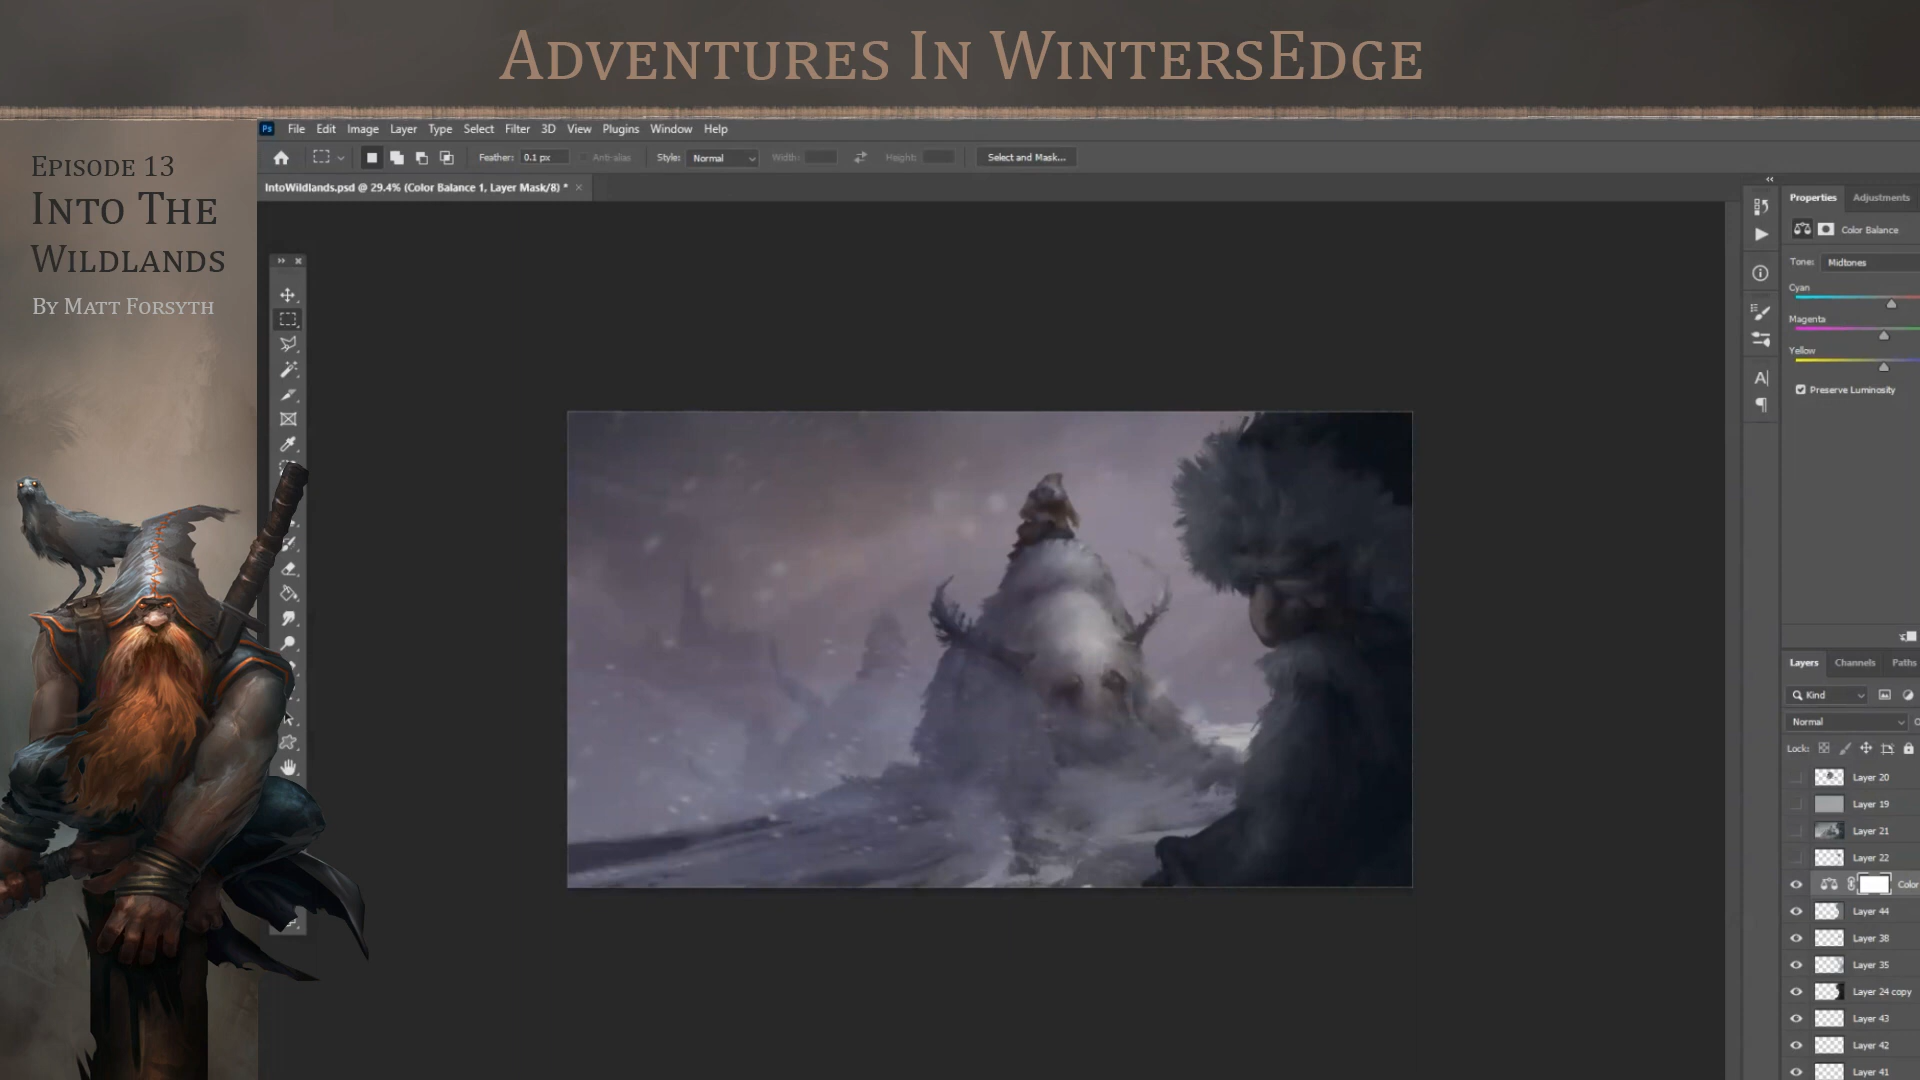 Adventures In WintersEdge
Episode 13
Into The
Wildlands
By Matt Forsyth
Ps File Edit Image Layer Type Select Filter 3D View Plugins Window Help
Feather: 0.1 px Anti-alias Style: Normal Width: Height: Select and Mask...
IntoWildlands.psd @ 29.4% (Color Balance 1, Layer Mask/8) *
Properties Adjustments
Color Balance
Tone: Midtones
Cyan
Magenta
Yellow
Preserve Luminosity
Layers Channels Paths
Kind
Normal
Lock:
Layer 20
Layer 19
Layer 21
Layer 22
Color
Layer 44
Layer 38
Layer 35
Layer 24 copy
Layer 43
Layer 42
Layer 41